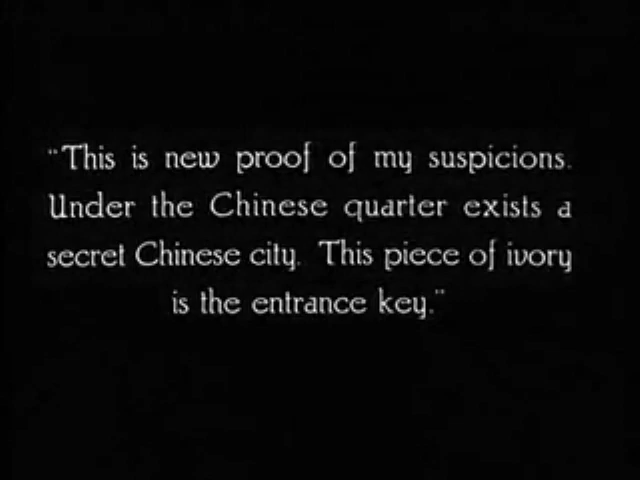 "This is new proof of my suspicions.
Under the Chinese quarter exists a
secret Chinese city. This piece of ivory
is the entrance key."